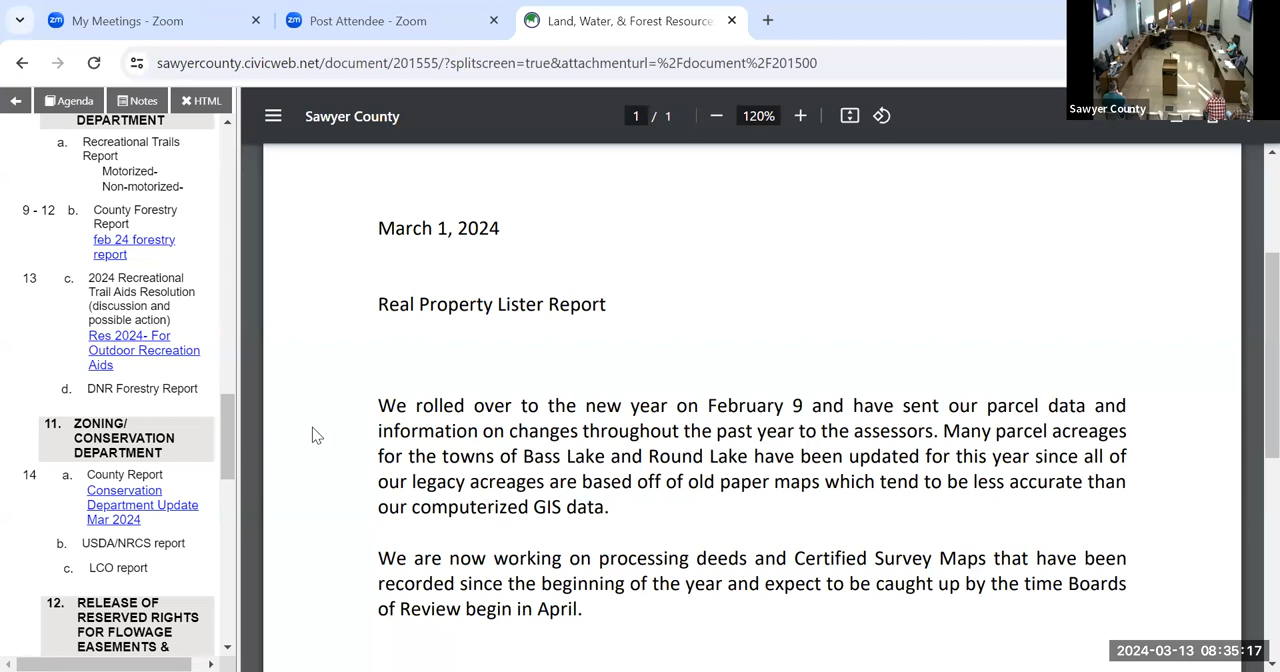 My Meetings - Zoom
Post Attendee - Zoom
Land, Water, & Forest Resource
sawyercounty.civicweb.net/document/201555/?splitscreen=true&attachmenturl=%2Fdocument%2F201500
Sawyer County
Agenda
Notes
HTML
Sawyer County
1 / 1
120%
DEPARTMENT
a. Recreational Trails
Report
Motorized-
Non-motorized-
9 - 12 b. County Forestry
Report
feb 24 forestry
report
13 c. 2024 Recreational
Trail Aids Resolution
(discussion and
possible action)
Res 2024- For
Outdoor Recreation
Aids
d. DNR Forestry Report
11. ZONING/
CONSERVATION
DEPARTMENT
14 a. County Report
Conservation
Department Update
Mar 2024
b. USDA/NRCS report
c. LCO report
12. RELEASE OF
RESERVED RIGHTS
FOR FLOWAGE
EASEMENTS &
March 1, 2024
Real Property Lister Report
We rolled over to the new year on February 9 and have sent our parcel data and
information on changes throughout the past year to the assessors. Many parcel acreages
for the towns of Bass Lake and Round Lake have been updated for this year since all of
our legacy acreages are based off of old paper maps which tend to be less accurate than
our computerized GIS data.
We are now working on processing deeds and Certified Survey Maps that have been
recorded since the beginning of the year and expect to be caught up by the time Boards
of Review begin in April.
2024-03-13 08:35:17